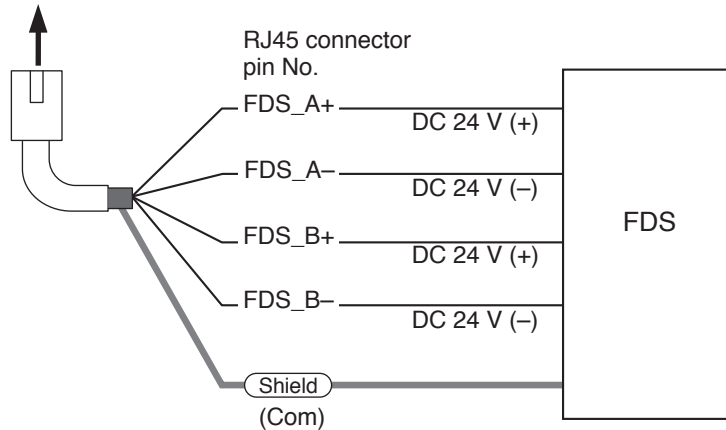 RJ45 connector
pin No.
FDS_A+
DC 24 V (+)
FDS_A–
DC 24 V (–)
FDS_B+
DC 24 V (+)
FDS_B–
DC 24 V (–)
FDS
Shield
(Com)